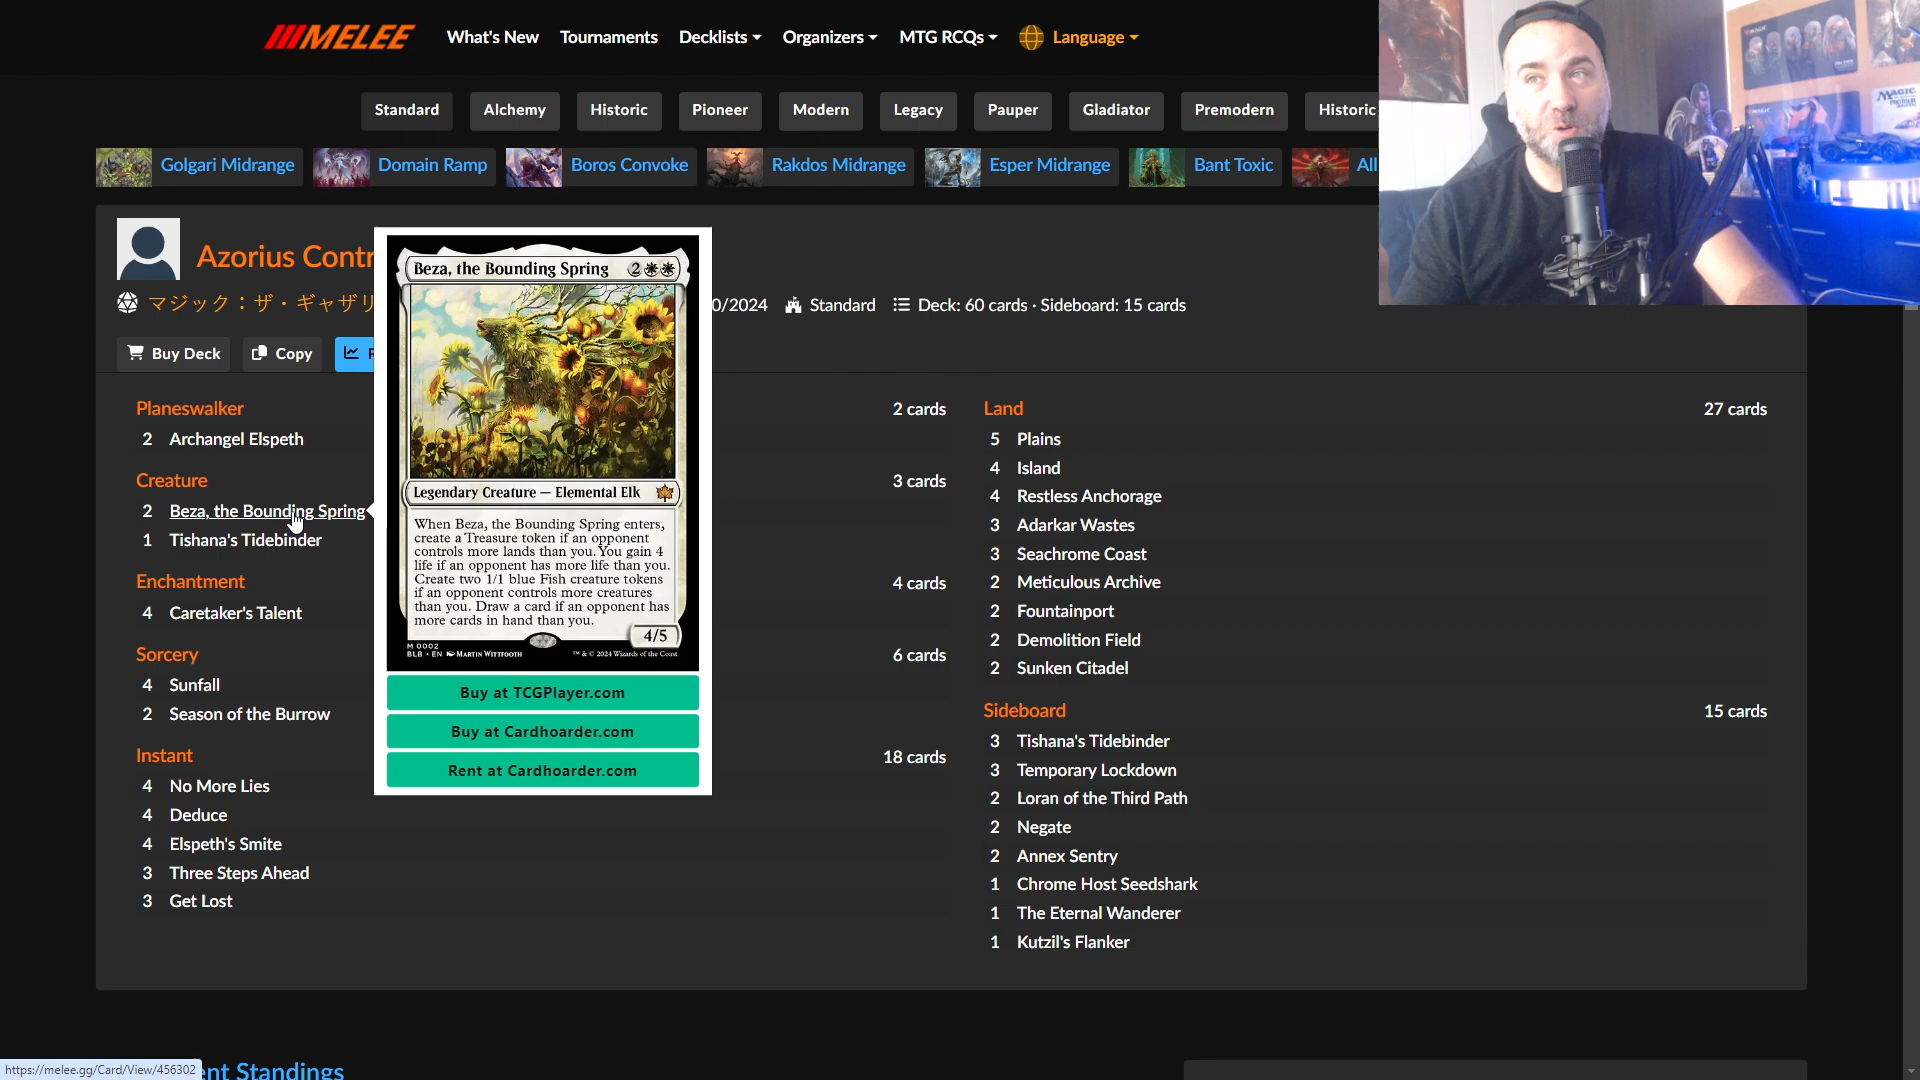 MELEE What's New Tournaments Decklists Organizers MTG RCQs Language
Standard Alchemy Historic Pioneer Modern Legacy Pauper Gladiator Premodern Historic
Golgari Midrange Domain Ramp Boros Convoke Rakdos Midrange Esper Midrange Bant Toxic All
MAGIC
Azorius Contr
マジック：ザ・ギャザリ
0/2024 Standard Deck: 60 cards · Sideboard: 15 cards
Buy Deck Copy R
Planeswalker 2 cards
2 Archangel Elspeth
Creature 3 cards
2 Beza, the Bounding Spring
1 Tishana's Tidebinder
Enchantment 4 cards
4 Caretaker's Talent
Sorcery 6 cards
4 Sunfall
2 Season of the Burrow
Instant 18 cards
4 No More Lies
4 Deduce
4 Elspeth's Smite
3 Three Steps Ahead
3 Get Lost
Beza, the Bounding Spring 2
Legendary Creature — Elemental Elk
When Beza, the Bounding Spring enters,
create a Treasure token if an opponent
controls more lands than you. You gain 4
life if an opponent has more life than you.
Create two 1/1 blue Fish creature tokens
if an opponent controls more creatures
than you. Draw a card if an opponent has
more cards in hand than you.
4/5
M 0002
BLB • EN Martin Wittfooth ™ & © 2024 Wizards of the Coast
Buy at TCGPlayer.com
Buy at Cardhoarder.com
Rent at Cardhoarder.com
Land 27 cards
5 Plains
4 Island
4 Restless Anchorage
3 Adarkar Wastes
3 Seachrome Coast
2 Meticulous Archive
2 Fountainport
2 Demolition Field
2 Sunken Citadel
Sideboard 15 cards
3 Tishana's Tidebinder
3 Temporary Lockdown
2 Loran of the Third Path
2 Negate
2 Annex Sentry
1 Chrome Host Seedshark
1 The Eternal Wanderer
1 Kutzil's Flanker
https://melee.gg/Card/View/456302
ent Standings